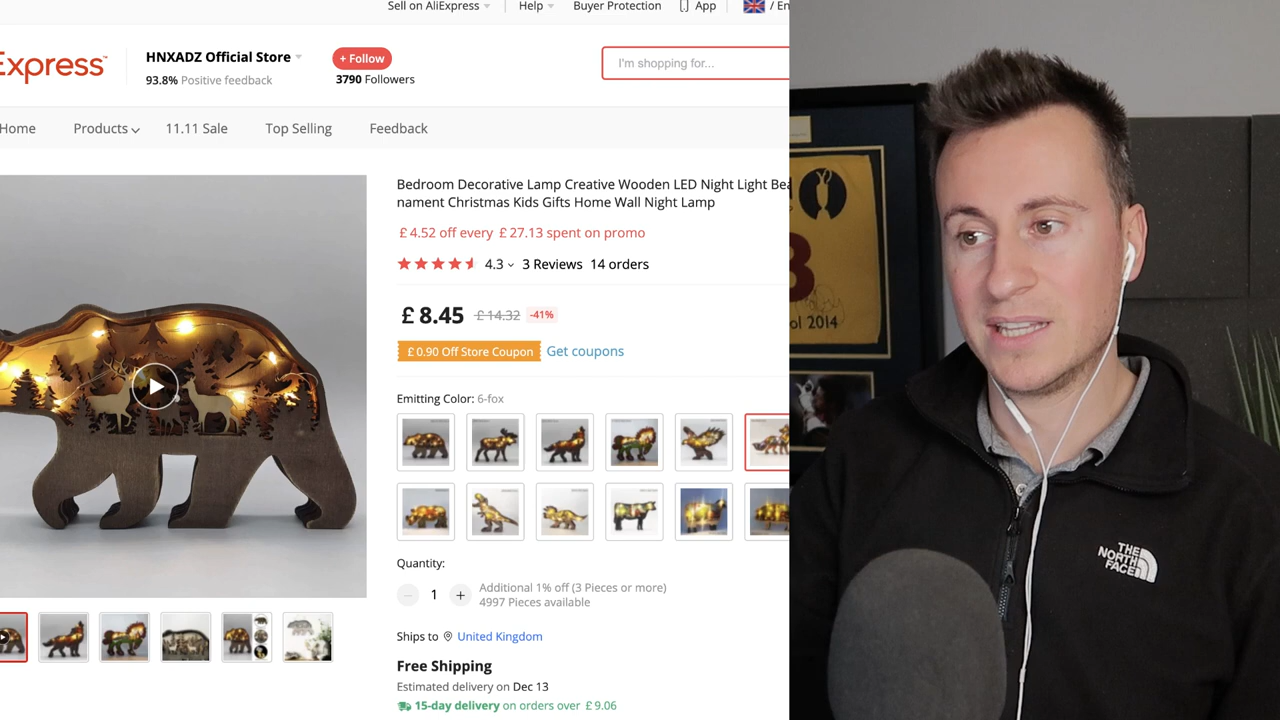 Sell on AliExpress
Help
Buyer Protection
App
/ En
Express™
HNXADZ Official Store
93.8% Positive feedback
+ Follow
3790 Followers
I'm shopping for...
Home
Products
11.11 Sale
Top Selling
Feedback
Bedroom Decorative Lamp Creative Wooden LED Night Light Bea
nament Christmas Kids Gifts Home Wall Night Lamp
£ 4.52 off every £ 27.13 spent on promo
4.3
3 Reviews
14 orders
£ 8.45
£ 14.32
-41%
£ 0.90 Off Store Coupon
Get coupons
Emitting Color: 6-fox
Quantity:
1
Additional 1% off (3 Pieces or more)
4997 Pieces available
Ships to United Kingdom
Free Shipping
Estimated delivery on Dec 13
15-day delivery on orders over £ 9.06
8
ol 2014
THE
NORTH
FACE